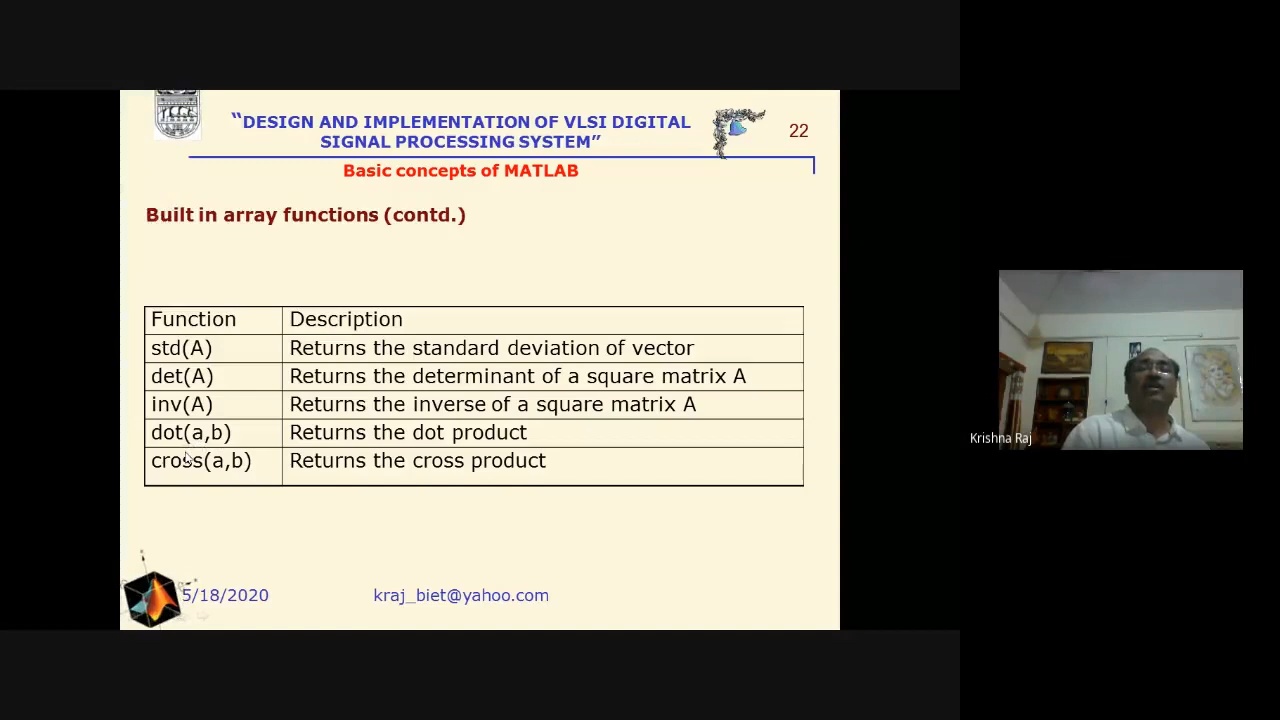 “DESIGN AND IMPLEMENTATION OF VLSI DIGITAL
SIGNAL PROCESSING SYSTEM”
22
Basic concepts of MATLAB
Built in array functions (contd.)
Function Description
std(A) Returns the standard deviation of vector
det(A) Returns the determinant of a square matrix A
inv(A) Returns the inverse of a square matrix A
dot(a,b) Returns the dot product
cross(a,b) Returns the cross product
5/18/2020 kraj_biet@yahoo.com
Krishna Raj